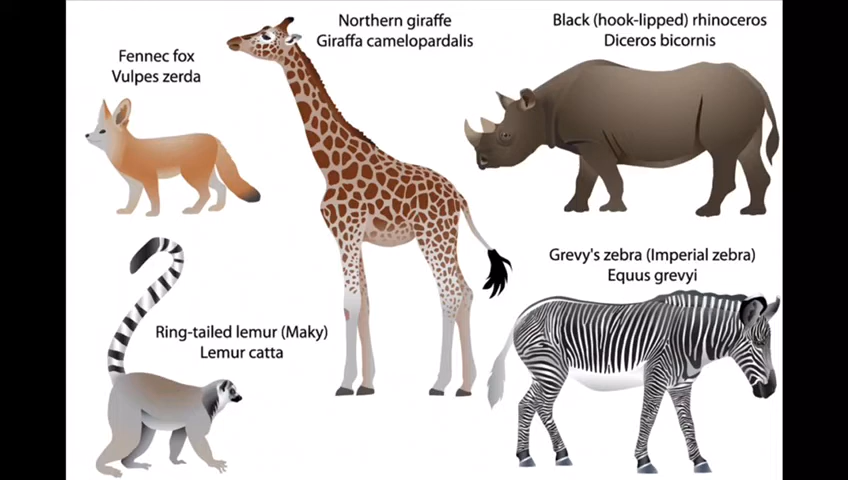 Fennec fox
Vulpes zerda
Northern giraffe
Giraffa camelopardalis
Black (hook-lipped) rhinoceros
Diceros bicornis
Ring-tailed lemur (Maky)
Lemur catta
Grevy's zebra (Imperial zebra)
Equus grevyi